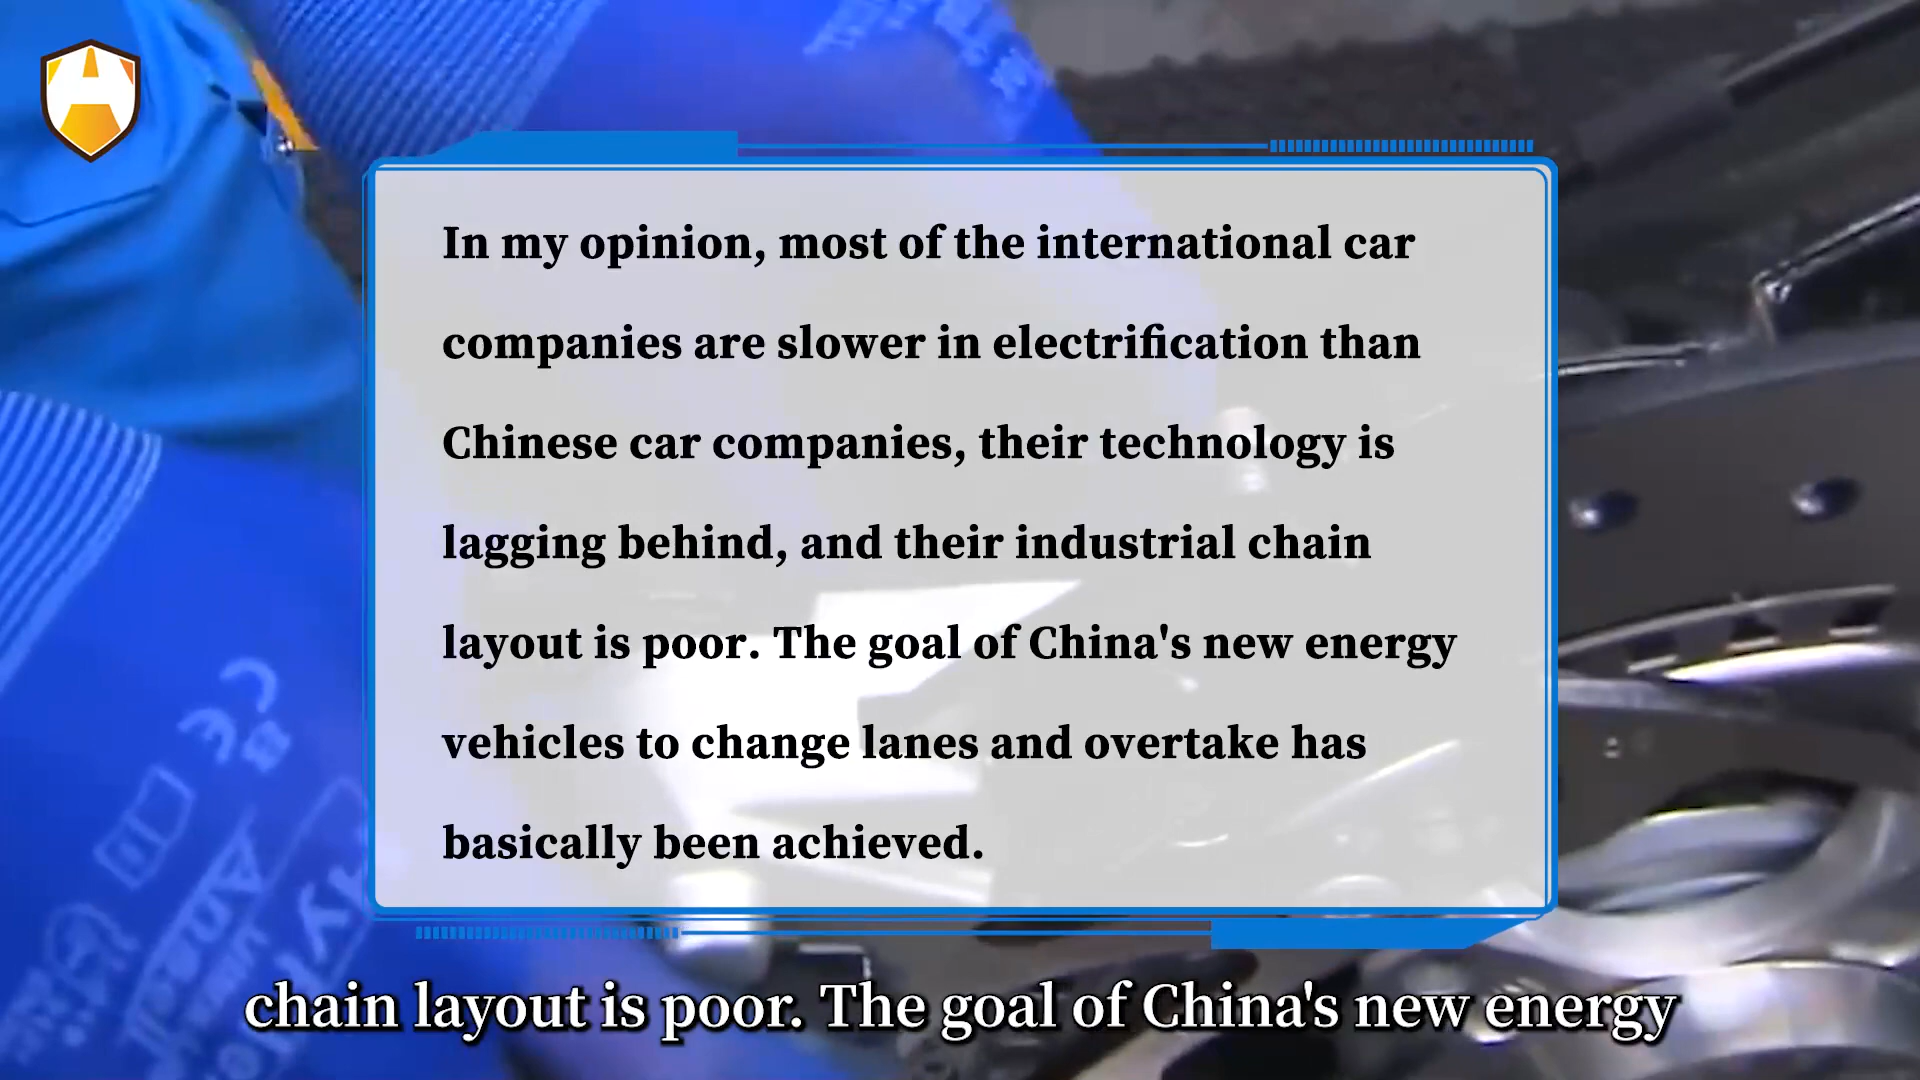 In my opinion, most of the international car
companies are slower in electrification than
Chinese car companies, their technology is
lagging behind, and their industrial chain
layout is poor. The goal of China's new energy
vehicles to change lanes and overtake has
basically been achieved.
chain layout is poor. The goal of China's new energy